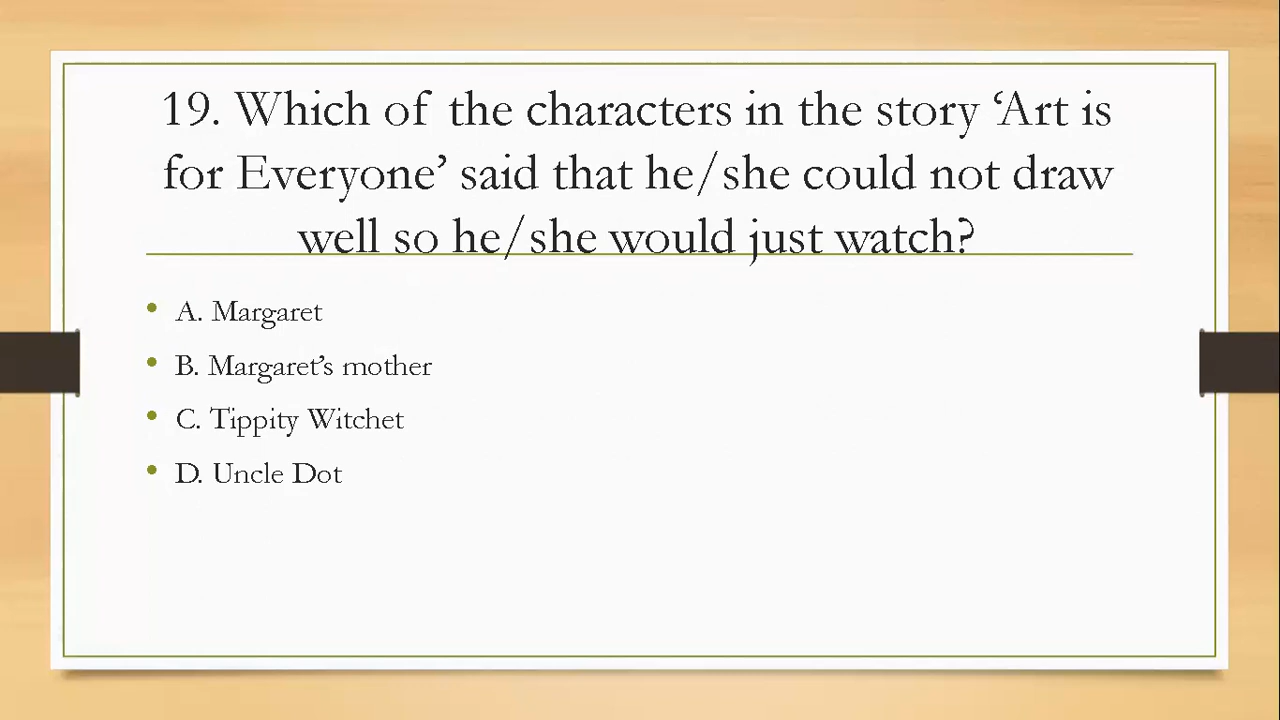 19. Which of the characters in the story ‘Art is
for Everyone’ said that he/she could not draw
well so he/she would just watch?
• A. Margaret
• B. Margaret’s mother
• C. Tippity Witchet
• D. Uncle Dot